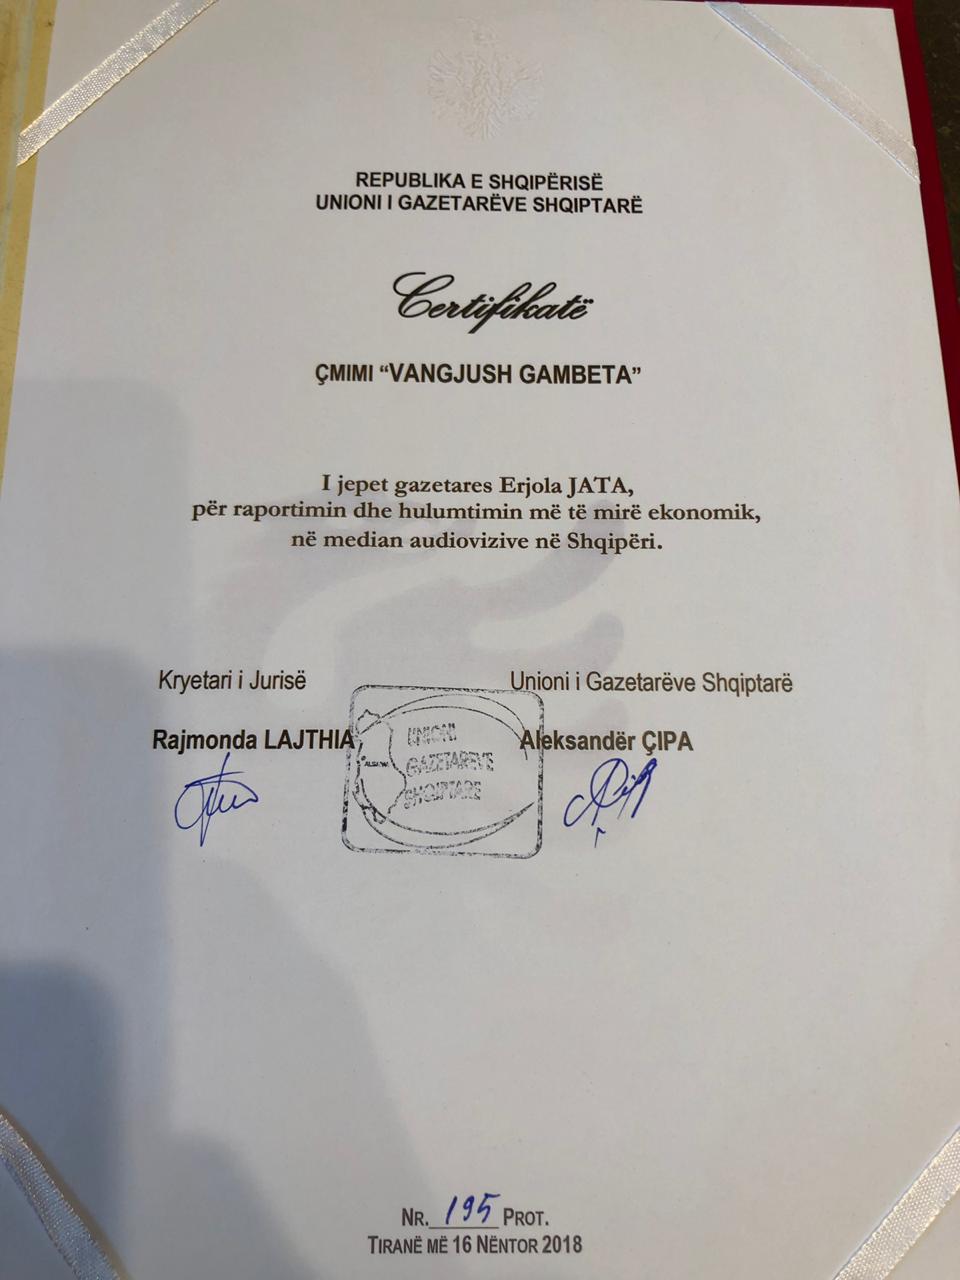 REPUBLIKA E SHQIPËRISË
UNIONI I GAZETARËVE SHQIPTARË
Certifikatë
ÇMIMI “VANGJUSH GAMBETA”
I jepet gazetares Erjola JATA,
për raportimin dhe hulumtimin më të mirë ekonomik,
në median audiovizive në Shqipëri.
Kryetari i Jurisë
Unioni i Gazetarëve Shqiptarë
Rajmonda LAJTHIA
Aleksandër ÇIPA
UNIONI
GAZETAREVE
SHQIPTARE
NR. 195 PROT.
TIRANË MË 16 NËNTOR 2018